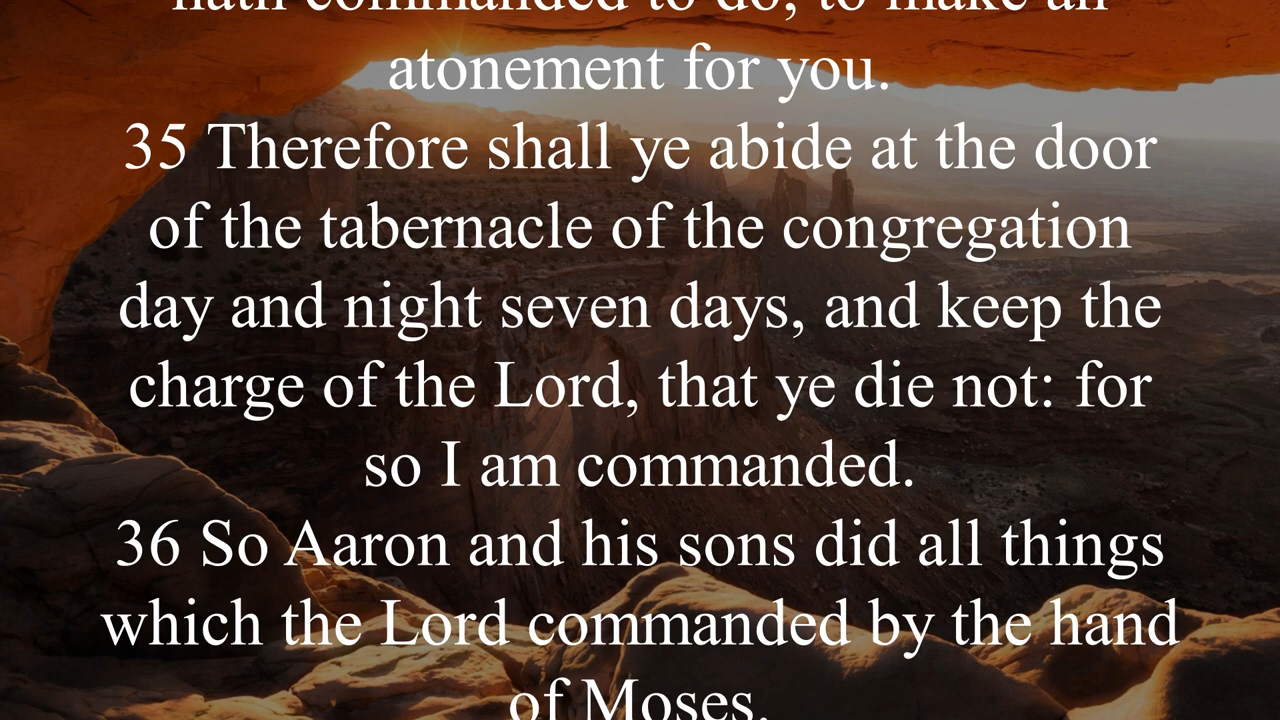 hath commanded to do, to make an
atonement for you.
35 Therefore shall ye abide at the door
of the tabernacle of the congregation
day and night seven days, and keep the
charge of the Lord, that ye die not: for
so I am commanded.
36 So Aaron and his sons did all things
which the Lord commanded by the hand
of Moses.